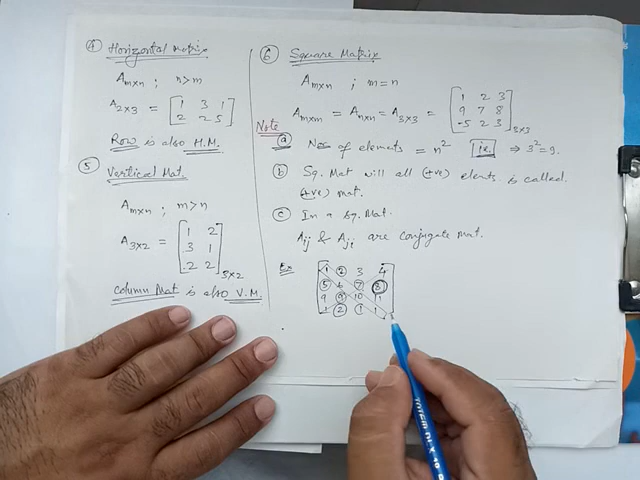 ④ Horizontal Matrix
Amxn ; n>m
A2x3 = [1 3 1
2 2 5]
Row is also H.M.
⑤ Vertical Mat.
Amxn ; m>n
A3x2 = [1 2
3 1
-2 2]3x2
Column Mat is also V.M.
⑥ Square Matrix
Amxn ; m=n
Amxm = Anxn = A3x3 = [1 2 3
9 7 8
-5 2 3]3x3
Note
ⓐ Nos of elements = n² i.e. ⇒ 3²=9.
ⓑ Sq. Mat will all (+ve) elents is called
(+ve) mat.
ⓒ In a sq. Mat.
Aij & Aji are conjugate mat.
Ex [1 2 3 4
5 6 7 8
9 9 10 1
1 2 1 1]